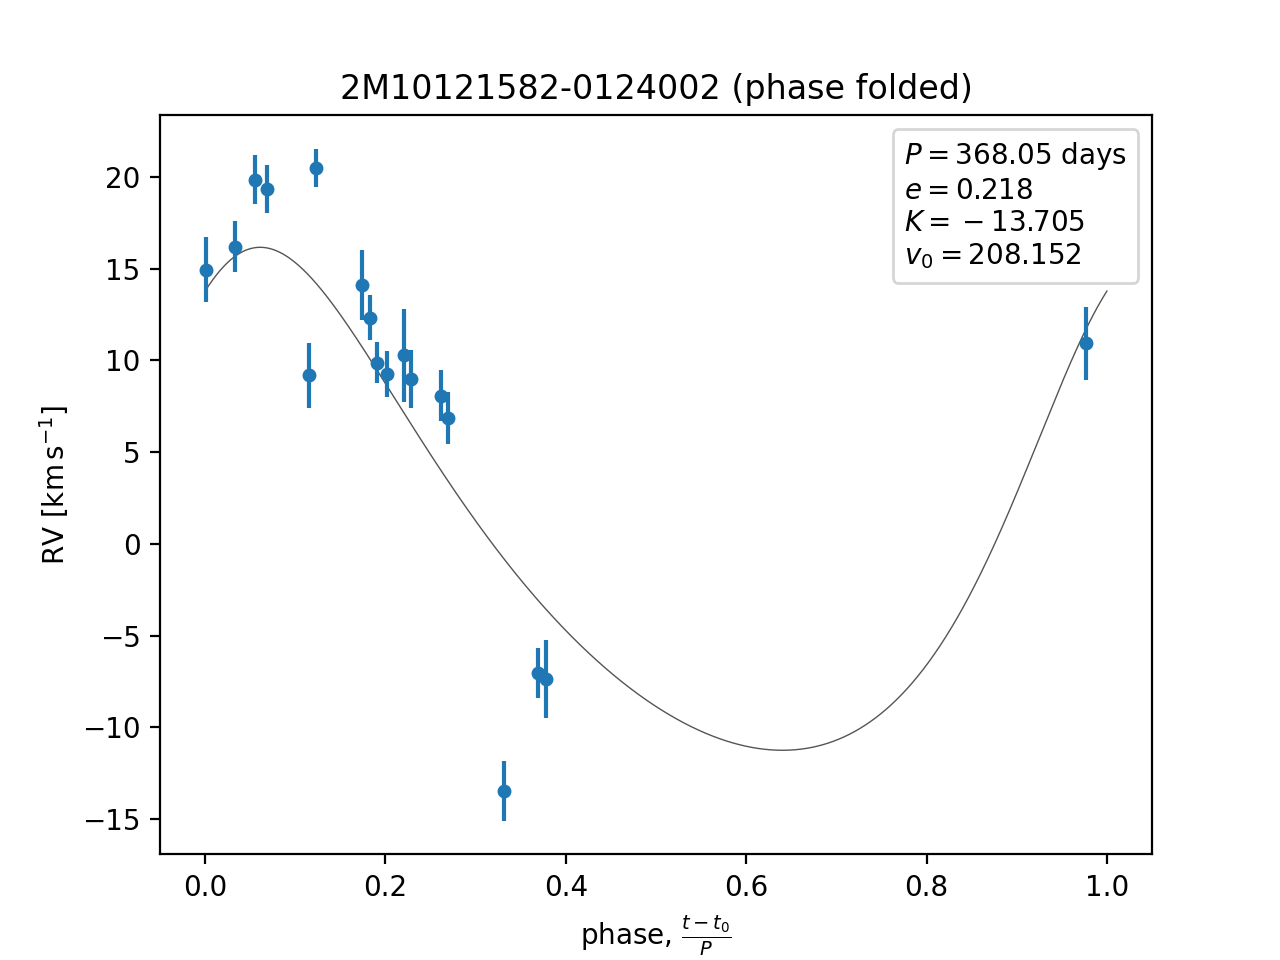 2M10121582-0124002 (phase folded)
P = 368.05 days
e = 0.218
K = −13.705
v₀ = 208.152
20
15
10
5
0
−5
−10
−15
RV [km s⁻¹]
0.0 0.2 0.4 0.6 0.8 1.0
phase, (t − t₀)/P